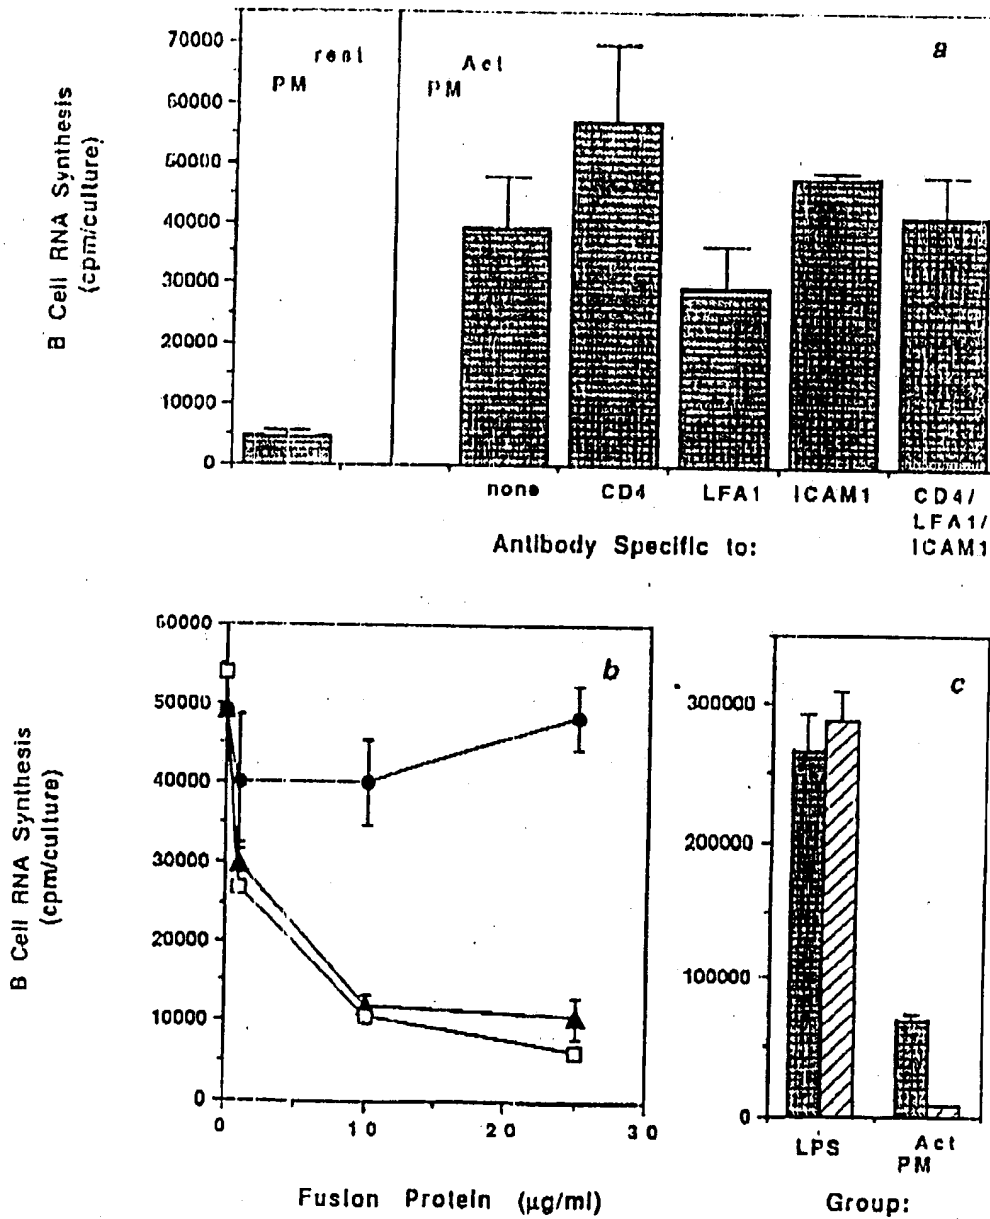 a
70000
60000
50000
40000
30000
20000
10000
0
B Cell RNA Synthesis
(cpm/culture)
PM rest
PM Act
none
CD4
LFA1
ICAM1
CD4/
LFA1/
ICAM1
Antibody Specific to:
b
60000
50000
40000
30000
20000
10000
0
B Cell RNA Synthesis
(cpm/culture)
0
10
20
30
Fusion Protein (µg/ml)
c
300000
200000
100000
0
LPS
PM Act
Group: